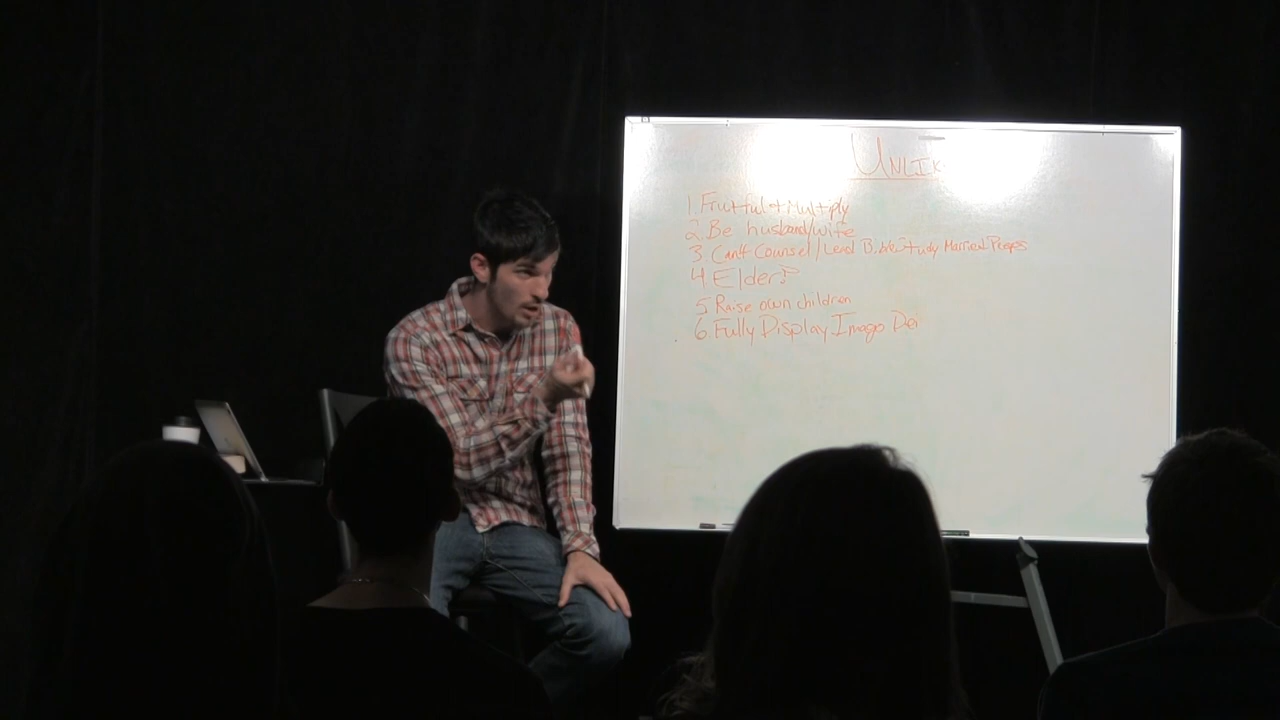 UNLIK
1. Fruitful + Multiply
2. Be husband/wife
3. Can't Counsel/Lead B. Married Peeps
4. Elder?
5. Raise own children
6. Fully Display Imago Dei